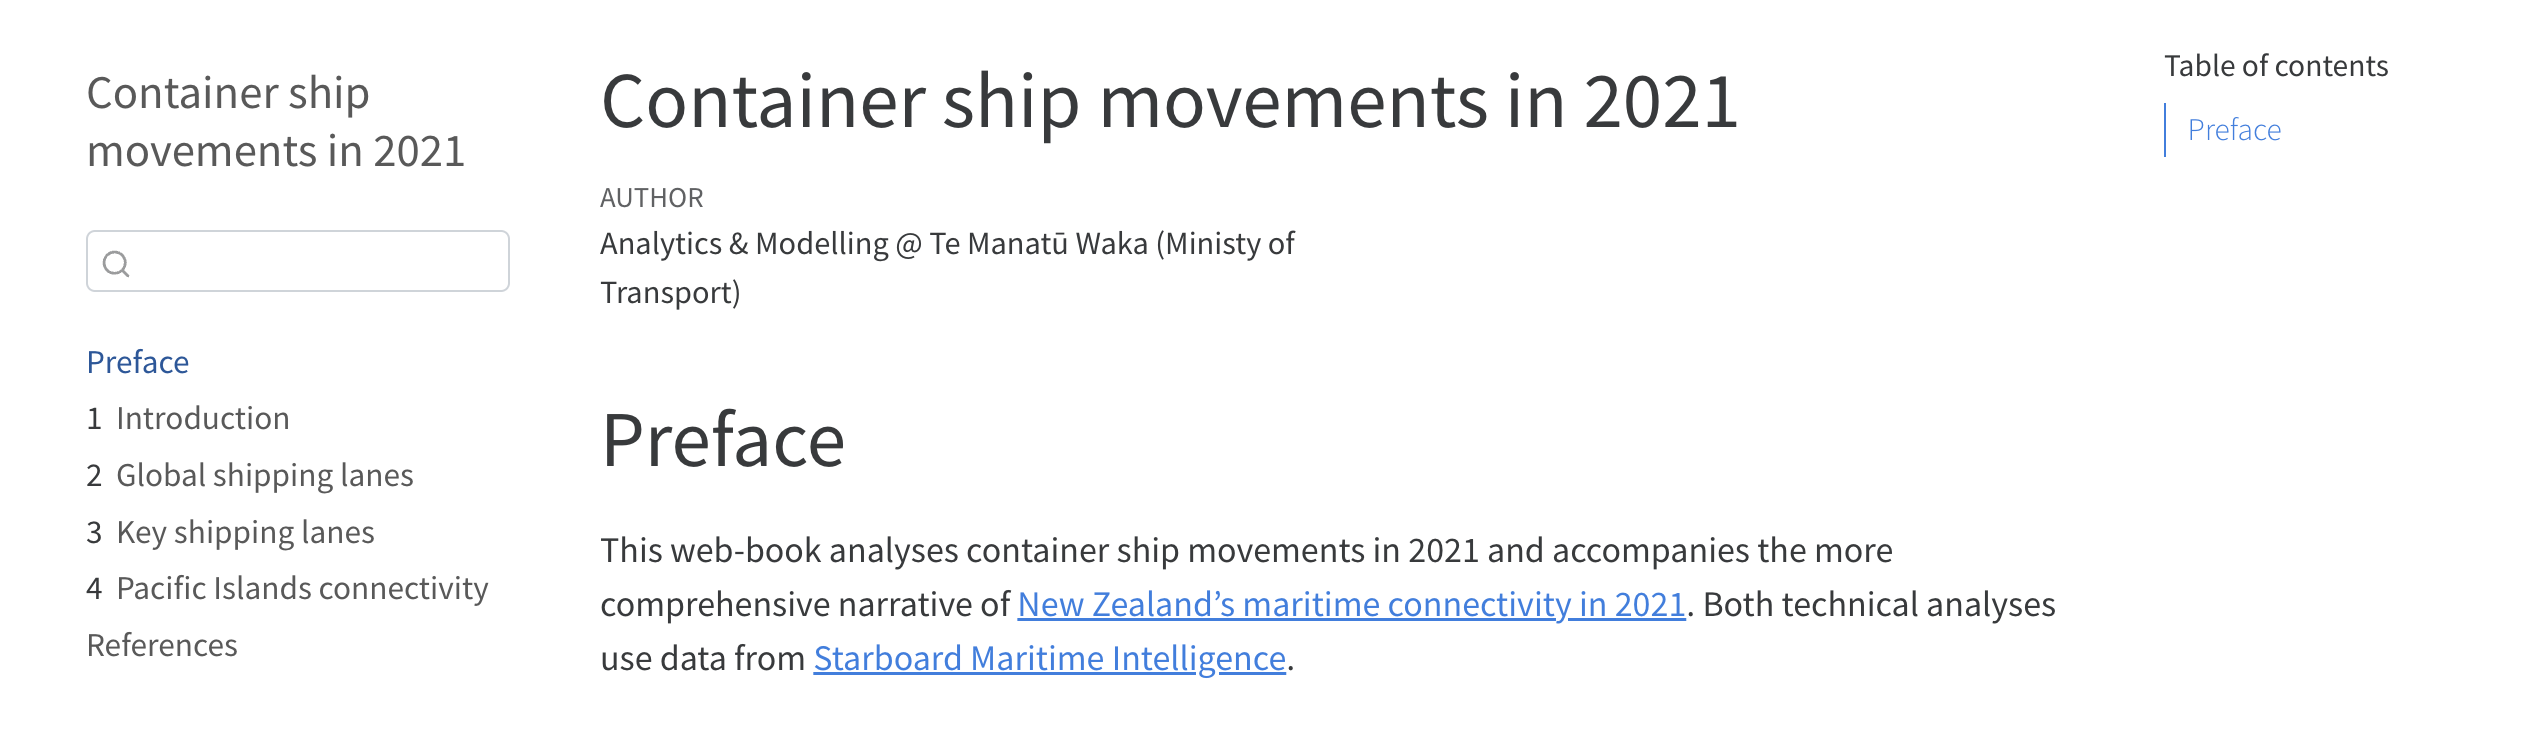 Container ship
movements in 2021
Preface
1 Introduction
2 Global shipping lanes
3 Key shipping lanes
4 Pacific Islands connectivity
References
Container ship movements in 2021
AUTHOR
Analytics & Modelling @ Te Manatū Waka (Ministy of
Transport)
Preface
This web-book analyses container ship movements in 2021 and accompanies the more
comprehensive narrative of New Zealand’s maritime connectivity in 2021. Both technical analyses
use data from Starboard Maritime Intelligence.
Table of contents
Preface